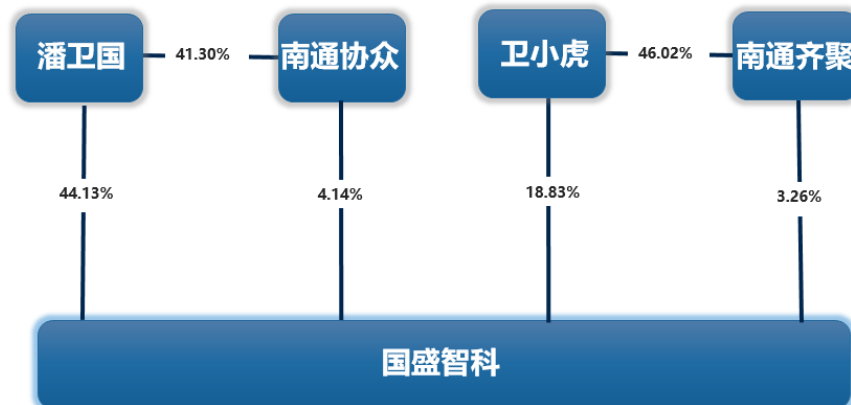 潘卫国
41.30%
南通协众
卫小虎
46.02%
南通齐聚
44.13%
4.14%
18.83%
3.26%
国盛智科